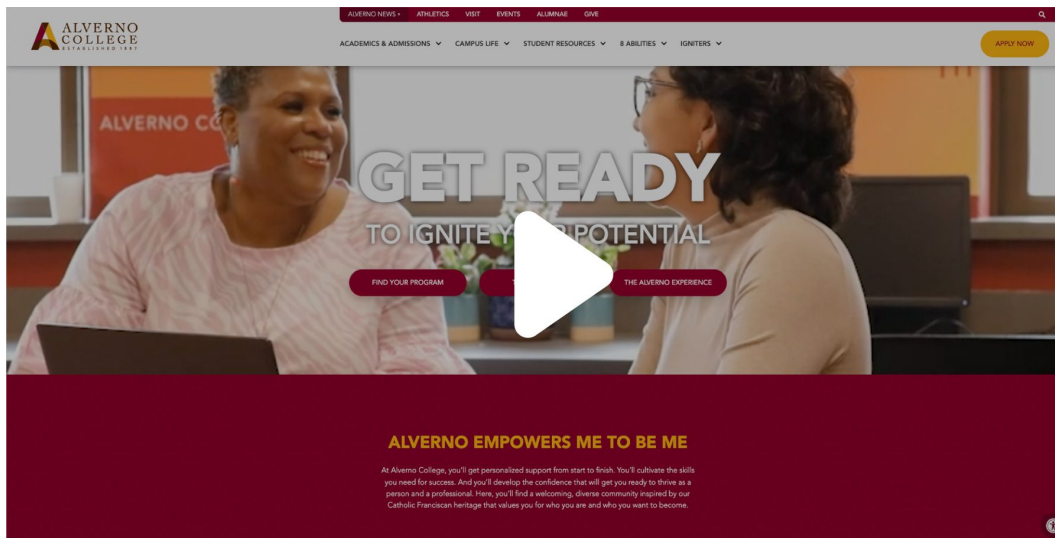 ALVERNO NEWS
ATHLETICS
VISIT
EVENTS
ALUMNAE
GIVE
ALVERNO
COLLEGE
ESTABLISHED 1887
ACADEMICS & ADMISSIONS
CAMPUS LIFE
STUDENT RESOURCES
8 ABILITIES
IGNITERS
APPLY NOW
ALVERNO CO
GET READY
TO IGNITE POTENTIAL
FIND YOUR PROGRAM
THE ALVERNO EXPERIENCE
ALVERNO EMPOWERS ME TO BE ME
At Alverno College, you'll get personalized support from start to finish. You'll cultivate the skills
you need for success. And you'll develop the confidence that will get you ready to thrive as a
person and a professional. Here, you'll find a welcoming, diverse community inspired by our
Catholic Franciscan heritage that values you for who you are and who you want to become.